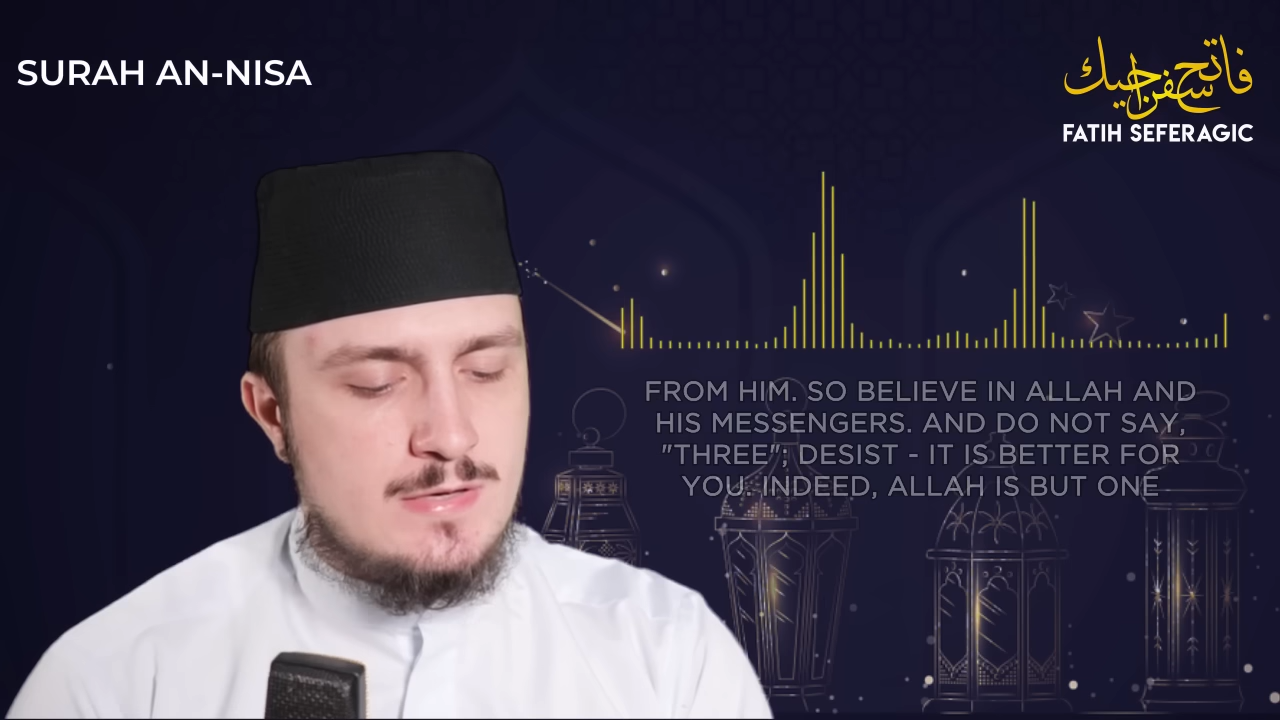 SURAH AN-NISA
فاتح سفرجيك
FATIH SEFERAGIC
FROM HIM. SO BELIEVE IN ALLAH AND
HIS MESSENGERS. AND DO NOT SAY,
"THREE"; DESIST - IT IS BETTER FOR
YOU. INDEED, ALLAH IS BUT ONE